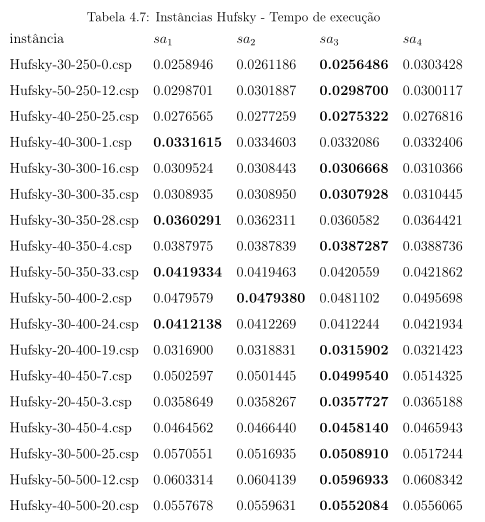 Tabela 4.7: Instâncias Hufsky - Tempo de execução
instância sa1 sa2 sa3 sa4
Hufsky-30-250-0.csp 0.0258946 0.0261186 0.0256486 0.0303428
Hufsky-50-250-12.csp 0.0298701 0.0301887 0.0298700 0.0300117
Hufsky-40-250-25.csp 0.0276565 0.0277259 0.0275322 0.0276816
Hufsky-40-300-1.csp 0.0331615 0.0334603 0.0332086 0.0332406
Hufsky-30-300-16.csp 0.0309524 0.0308443 0.0306668 0.0310366
Hufsky-30-300-35.csp 0.0308935 0.0308950 0.0307928 0.0310445
Hufsky-30-350-28.csp 0.0360291 0.0362311 0.0360582 0.0364421
Hufsky-40-350-4.csp 0.0387975 0.0387839 0.0387287 0.0388736
Hufsky-50-350-33.csp 0.0419334 0.0419463 0.0420559 0.0421862
Hufsky-50-400-2.csp 0.0479579 0.0479380 0.0481102 0.0495698
Hufsky-30-400-24.csp 0.0412138 0.0412269 0.0412244 0.0421934
Hufsky-20-400-19.csp 0.0316900 0.0318831 0.0315902 0.0321423
Hufsky-40-450-7.csp 0.0502597 0.0501445 0.0499540 0.0514325
Hufsky-20-450-3.csp 0.0358649 0.0358267 0.0357727 0.0365188
Hufsky-30-450-4.csp 0.0464562 0.0466440 0.0458140 0.0465943
Hufsky-30-500-25.csp 0.0570551 0.0516935 0.0508910 0.0517244
Hufsky-50-500-12.csp 0.0603314 0.0604139 0.0596933 0.0608342
Hufsky-40-500-20.csp 0.0557678 0.0559631 0.0552084 0.0556065